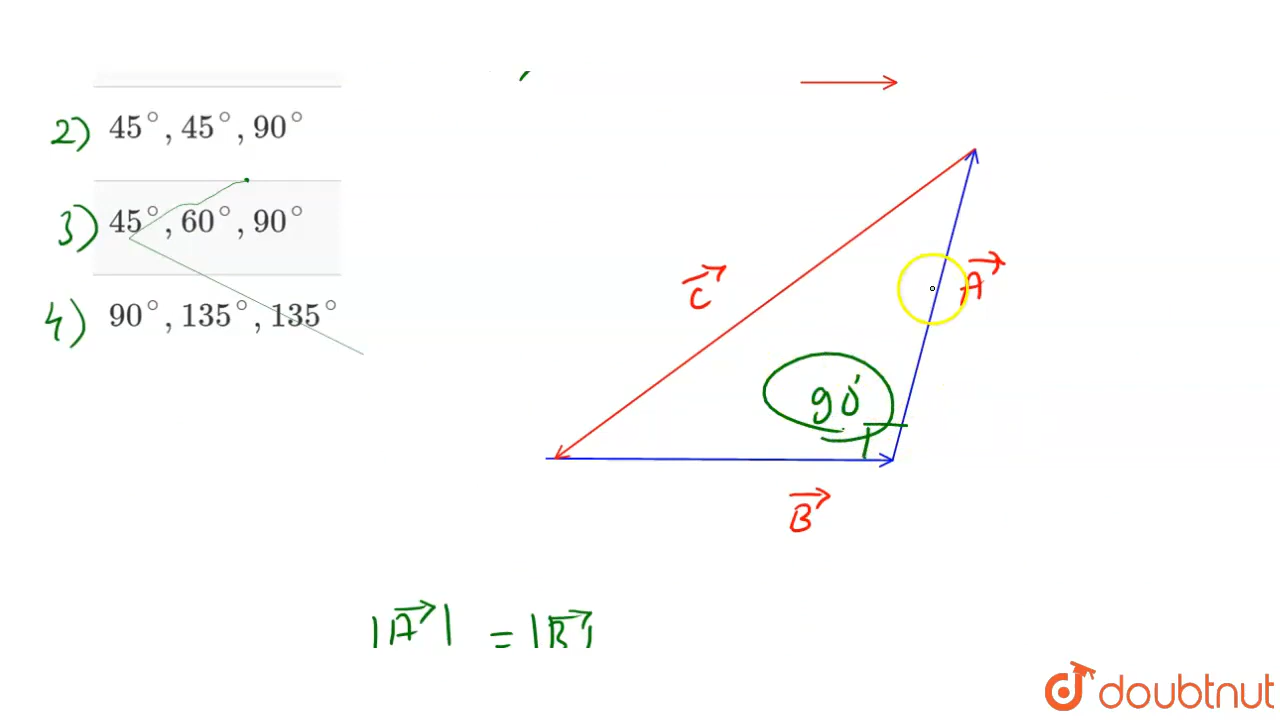 2) 45°, 45°, 90°
3) 45°, 60°, 90°
4) 90°, 135°, 135°
C
A
90°
B
|A| = |B|
doubtnut